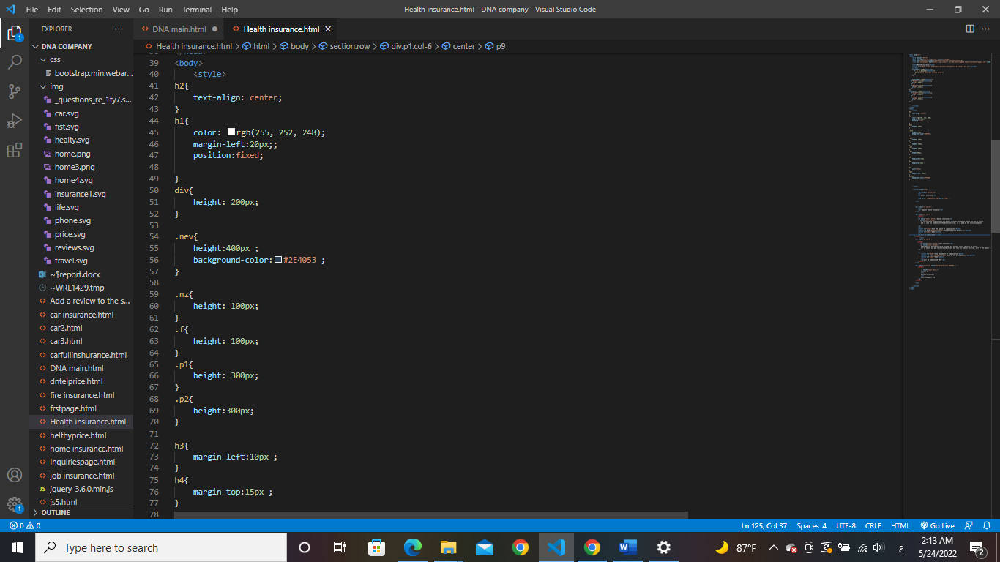 File Edit Selection View Go Run Terminal Help
Health insurance.html - DNA company - Visual Studio Code
EXPLORER ···
DNA main.html
Health insurance.html
Health insurance.html > html > body > section.row > div.p1.col-6 > center > p9
DNA COMPANY
css
bootstrap.min.webar...
img
_questions_re_1fy7.s...
car.svg
fist.svg
healty.svg
home.png
home3.png
home4.svg
insurance1.svg
life.svg
phone.svg
price.svg
reviews.svg
travel.svg
~$report.docx
~WRL1429.tmp
Add a review to the s...
car insurance.html
car2.html
car3.html
carfullinshurance.html
DNA main.html
dntelprice.html
fire insurance.html
frstpage.html
Health insurance.html
helthyprice.html
home insurance.html
Inquiriespage.html
job insurance.html
JS jquery-3.6.0.min.js
js5.html
OUTLINE
38 </head>
39 <body>
40 <style>
41 h2{
42 text-align: center;
43 }
44 h1{
45 color: rgb(255, 252, 248);
46 margin-left:20px;;
47 position:fixed;
48
49 }
50 div{
51 height: 200px;
52 }
53
54 .nev{
55 height:400px ;
56 background-color:#2E4053 ;
57 }
58
59 .nz{
60 height: 100px;
61 }
62 .f{
63 height: 100px;
64 }
65 .p1{
66 height: 300px;
67 }
68 .p2{
69 height:300px;
70 }
71
72 h3{
73 margin-left:10px ;
74 }
75 h4{
76 margin-top:15px ;
77 }
78
1
1
0 0
Ln 125, Col 37 Spaces: 4 UTF-8 CRLF HTML Go Live
Type here to search
87°F
ع
2:13 AM
5/24/2022
2